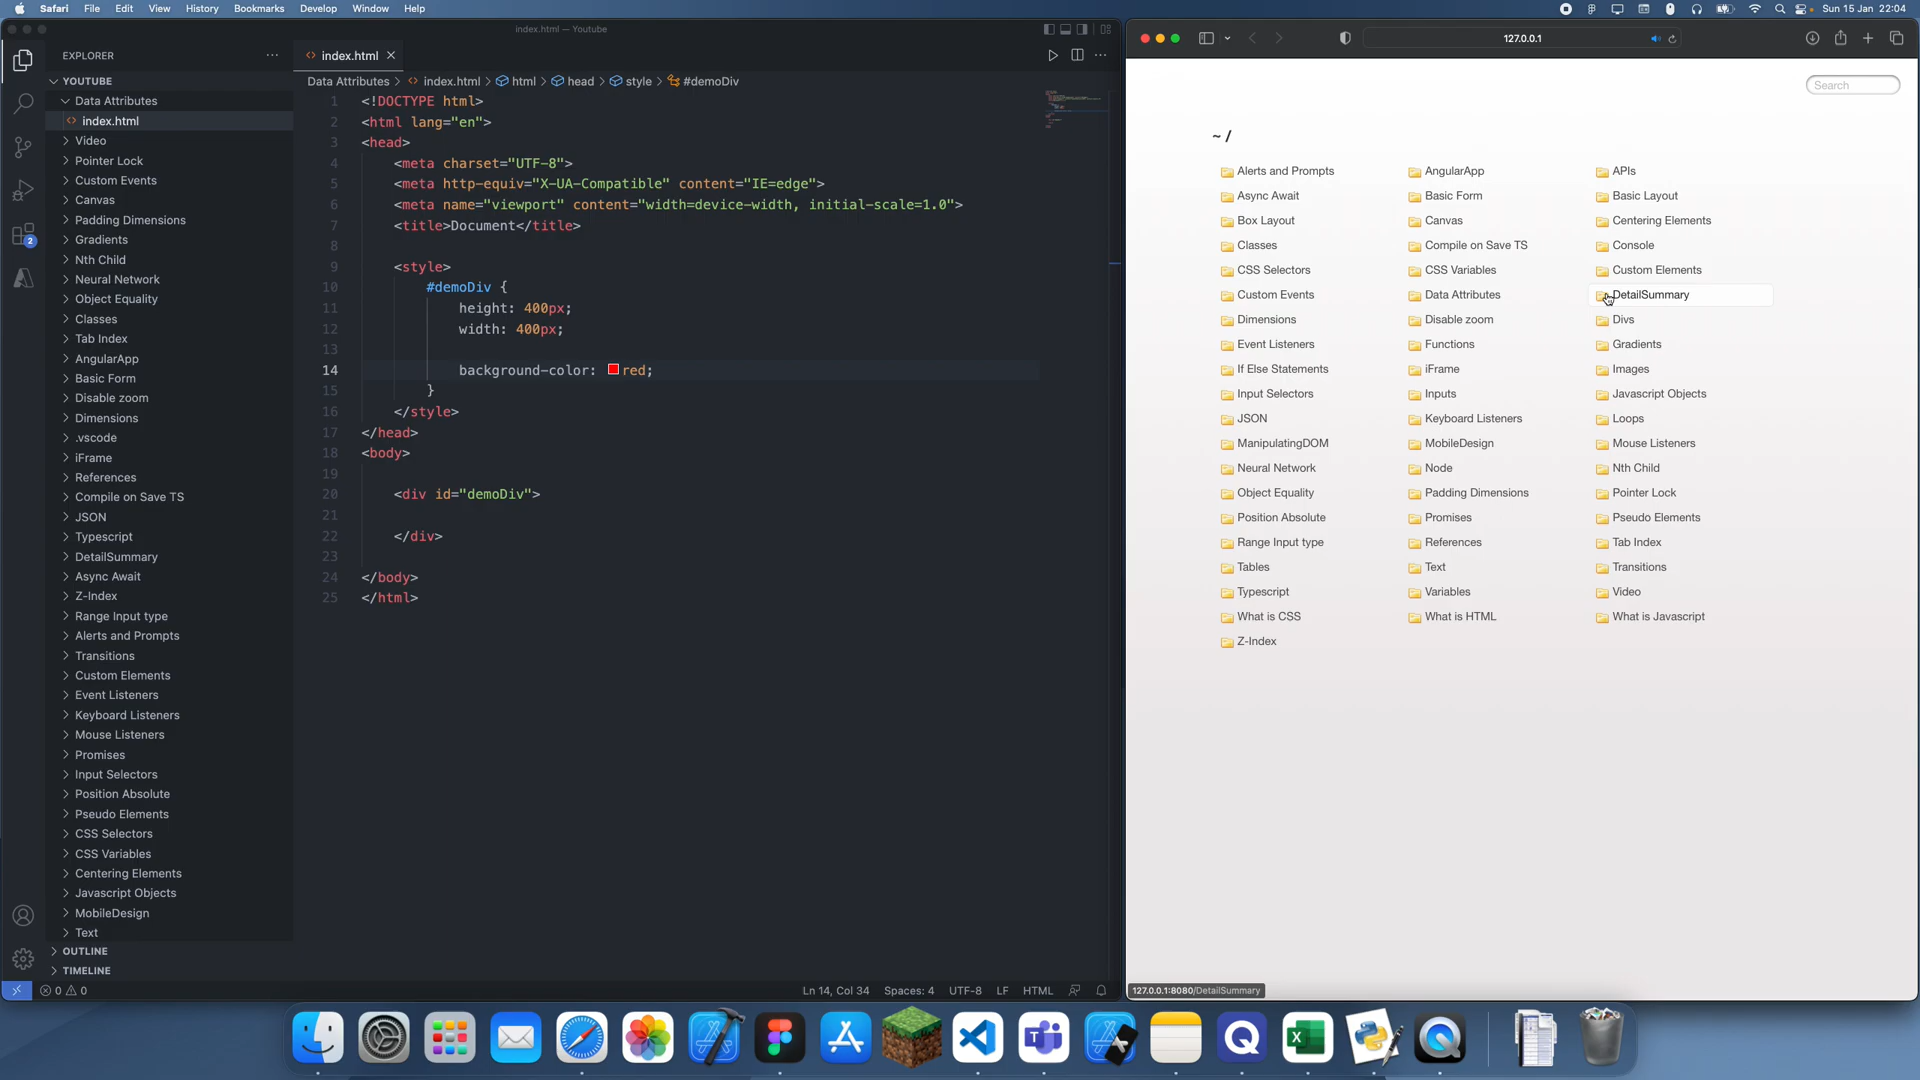 Safari File Edit View History Bookmarks Develop Window Help
Sun 15 Jan 22:04
index.html — Youtube
EXPLORER
YOUTUBE
Data Attributes
index.html
Video
Pointer Lock
Custom Events
Canvas
Padding Dimensions
Gradients
Nth Child
Neural Network
Object Equality
Classes
Tab Index
AngularApp
Basic Form
Disable zoom
Dimensions
.vscode
iFrame
References
Compile on Save TS
JSON
Typescript
DetailSummary
Async Await
Z-Index
Range Input type
Alerts and Prompts
Transitions
Custom Elements
Event Listeners
Keyboard Listeners
Mouse Listeners
Promises
Input Selectors
Position Absolute
Pseudo Elements
CSS Selectors
CSS Variables
Centering Elements
Javascript Objects
MobileDesign
Text
OUTLINE
TIMELINE
2
index.html
Data Attributes > index.html > html > head > style > #demoDiv
1 <!DOCTYPE html>
2 <html lang="en">
3 <head>
4 <meta charset="UTF-8">
5 <meta http-equiv="X-UA-Compatible" content="IE=edge">
6 <meta name="viewport" content="width=device-width, initial-scale=1.0">
7 <title>Document</title>
8
9 <style>
10 #demoDiv {
11 height: 400px;
12 width: 400px;
13
14 background-color: red;
15 }
16 </style>
17 </head>
18 <body>
19
20 <div id="demoDiv">
21
22 </div>
23
24 </body>
25 </html>
0 0
Ln 14, Col 34 Spaces: 4 UTF-8 LF HTML
127.0.0.1
Search
~ /
Alerts and Prompts AngularApp APIs
Async Await Basic Form Basic Layout
Box Layout Canvas Centering Elements
Classes Compile on Save TS Console
CSS Selectors CSS Variables Custom Elements
Custom Events Data Attributes DetailSummary
Dimensions Disable zoom Divs
Event Listeners Functions Gradients
If Else Statements iFrame Images
Input Selectors Inputs Javascript Objects
JSON Keyboard Listeners Loops
ManipulatingDOM MobileDesign Mouse Listeners
Neural Network Node Nth Child
Object Equality Padding Dimensions Pointer Lock
Position Absolute Promises Pseudo Elements
Range Input type References Tab Index
Tables Text Transitions
Typescript Variables Video
What is CSS What is HTML What is Javascript
Z-Index
127.0.0.1:8080/DetailSummary